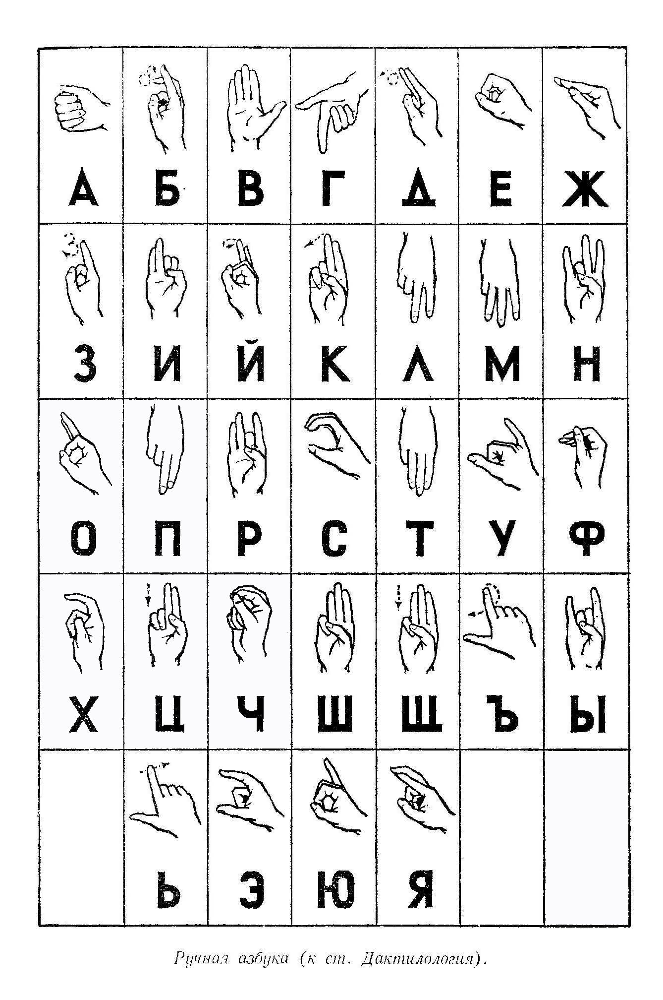 А Б В Г Д Е Ж
З И Й К Л М Н
О П Р С Т У Ф
Х Ц Ч Ш Щ Ъ Ы
Ь Э Ю Я
Ручная азбука (к ст. Дактилология).